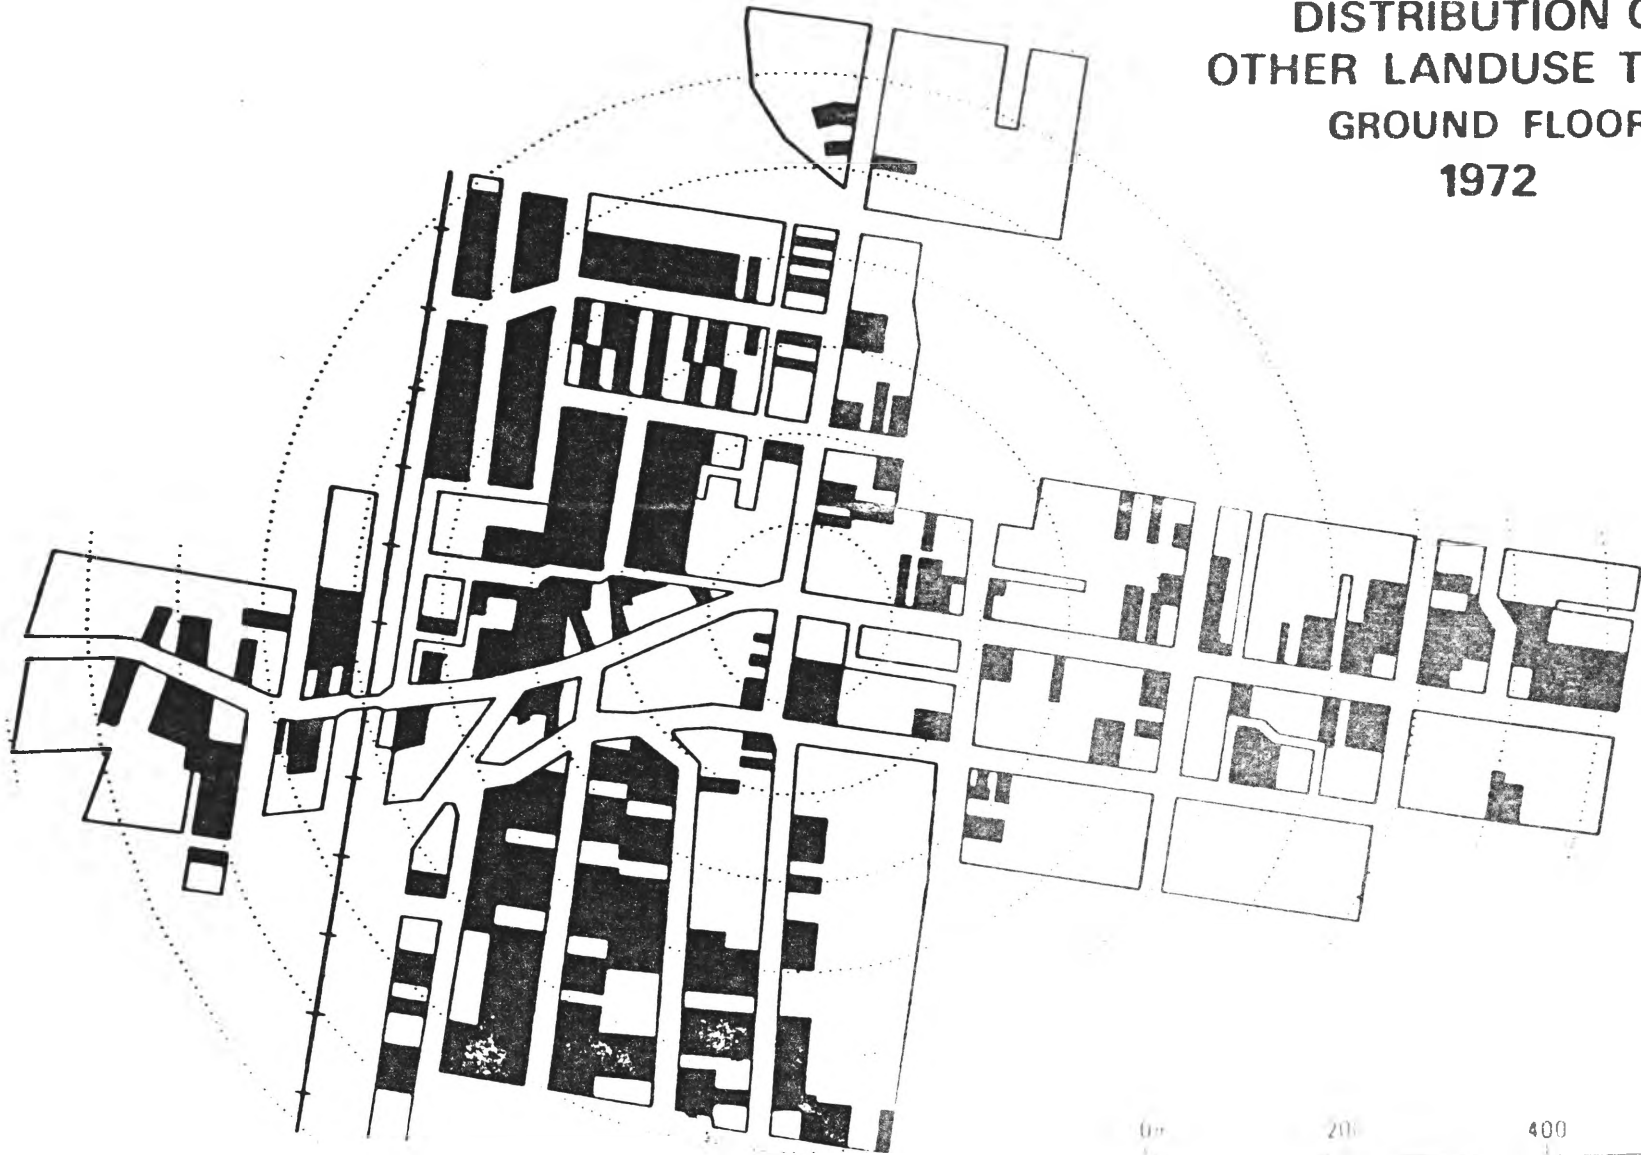 DISTRIBUTION
OTHER LANDUSE
GROUND FLOOR
1972
400